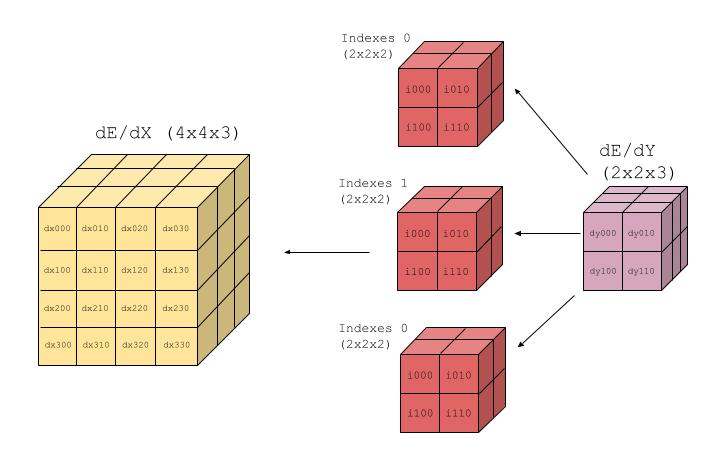 Indexes 0
(2x2x2)
i000 i010
i100 i110
dE/dX (4x4x3)
dx000 dx010 dx020 dx030
dx100 dx110 dx120 dx130
dx200 dx210 dx220 dx230
dx300 dx310 dx320 dx330
Indexes 1
(2x2x2)
i000 i010
i100 i110
dE/dY
(2x2x3)
dy000 dy010
dy100 dy110
Indexes 0
(2x2x2)
i000 i010
i100 i110